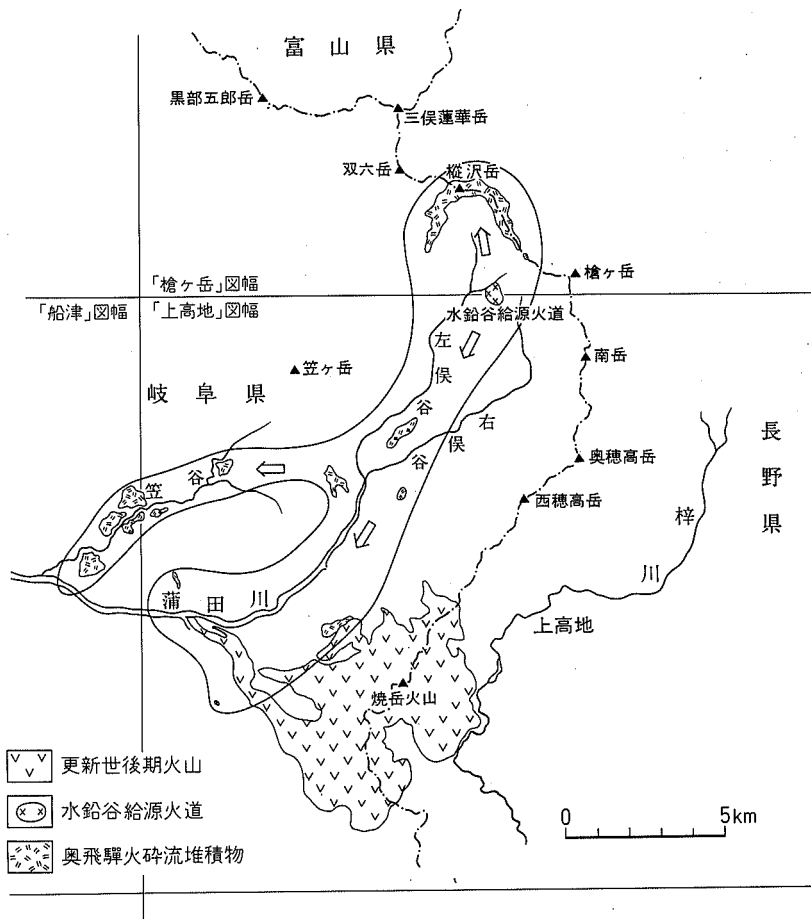 富山県
黒部五郎岳
三俣蓮華岳
双六岳
樅沢岳
槍ヶ岳
「槍ヶ岳」図幅
「船津」図幅
「上高地」図幅
水鉛谷給源火道
左俣谷
南岳
笠ヶ岳
岐阜県
右俣谷
長野県
奥穂高岳
笠谷
西穂高岳
梓川
蒲田川
上高地
焼岳火山
更新世後期火山
水鉛谷給源火道
奥飛驒火砕流堆積物
0 5km